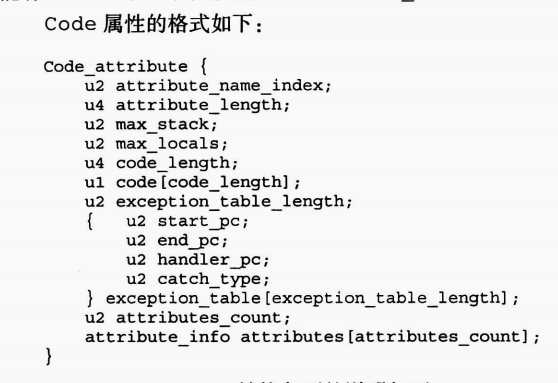 Code 属性的格式如下:
Code_attribute {
    u2 attribute_name_index;
    u4 attribute_length;
    u2 max_stack;
    u2 max_locals;
    u4 code_length;
    u1 code[code_length];
    u2 exception_table_length;
    {   u2 start_pc;
        u2 end_pc;
        u2 handler_pc;
        u2 catch_type;
    } exception_table[exception_table_length];
    u2 attributes_count;
    attribute_info attributes[attributes_count];
}